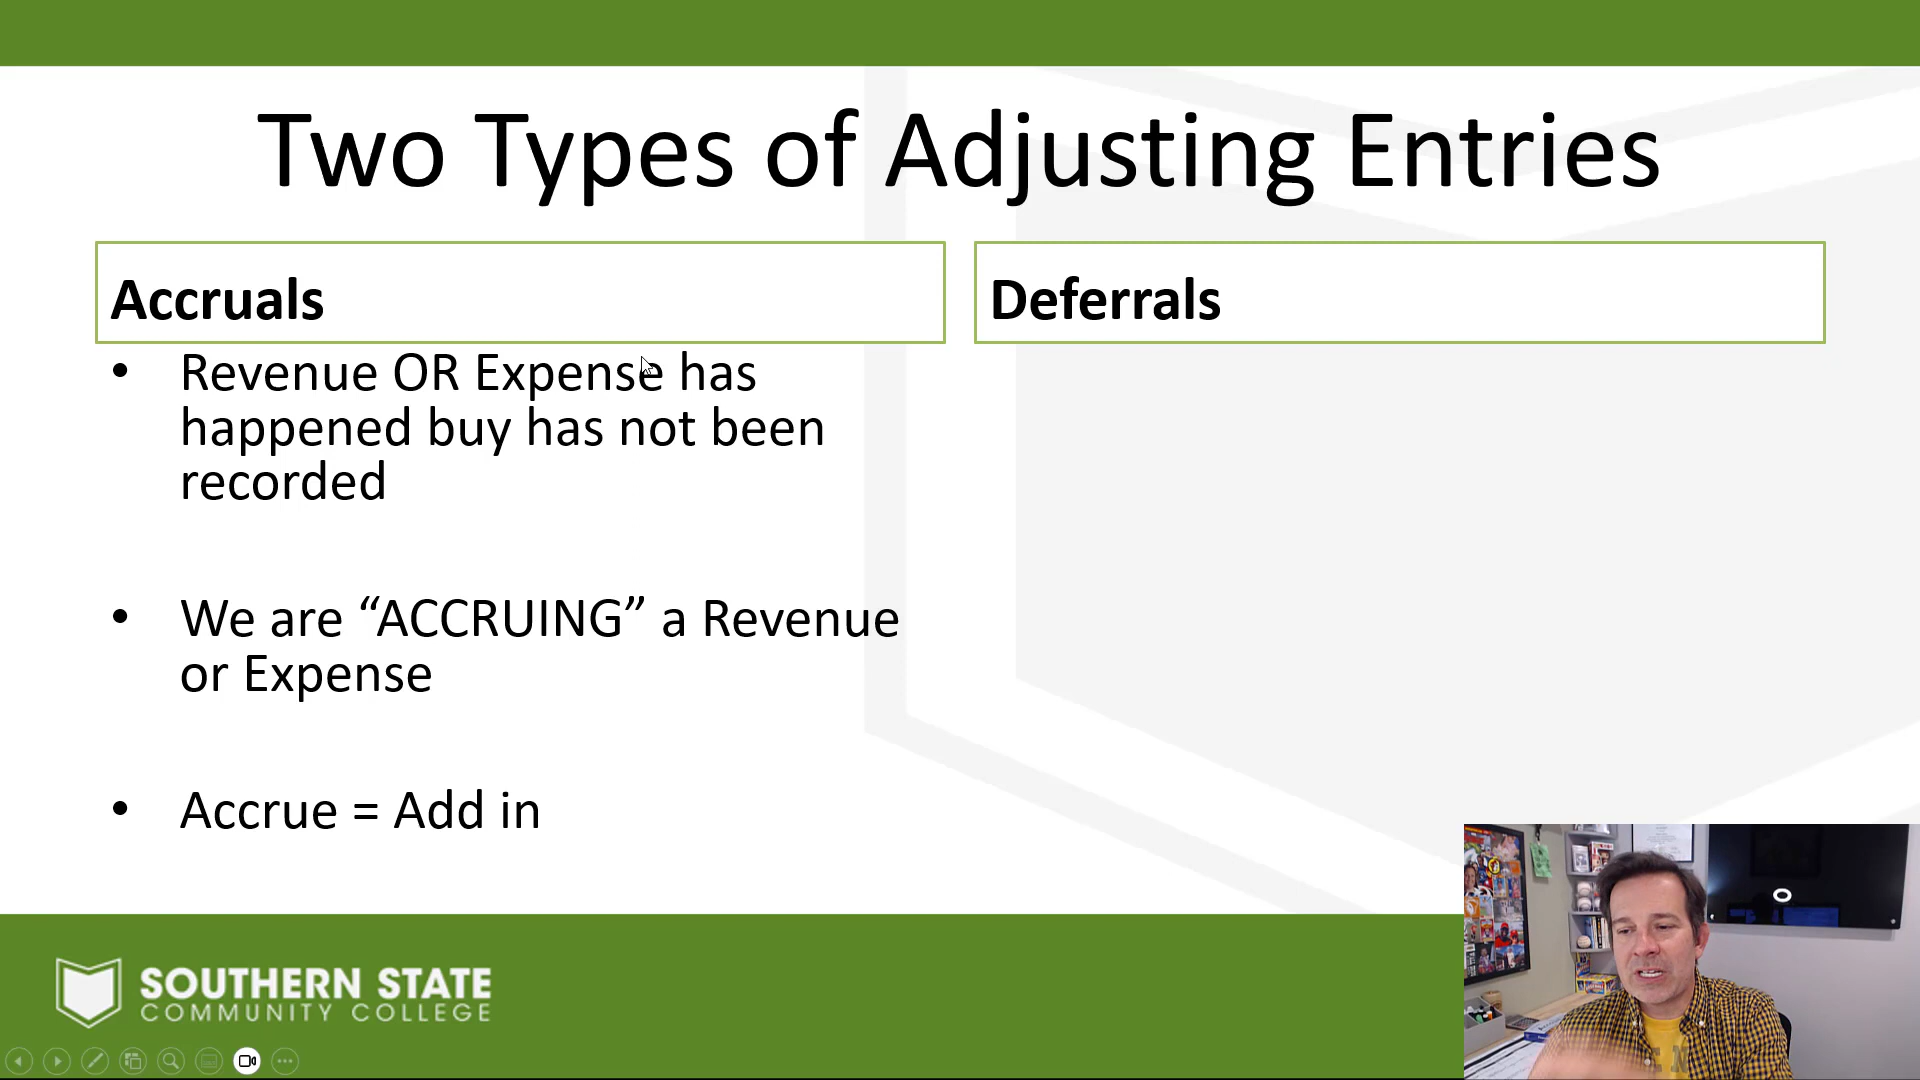 Two Types of Adjusting Entries
Accruals
Deferrals
• Revenue OR Expense has
happened buy has not been
recorded
• We are “ACCRUING” a Revenue
or Expense
• Accrue = Add in
SOUTHERN STATE
COMMUNITY COLLEGE